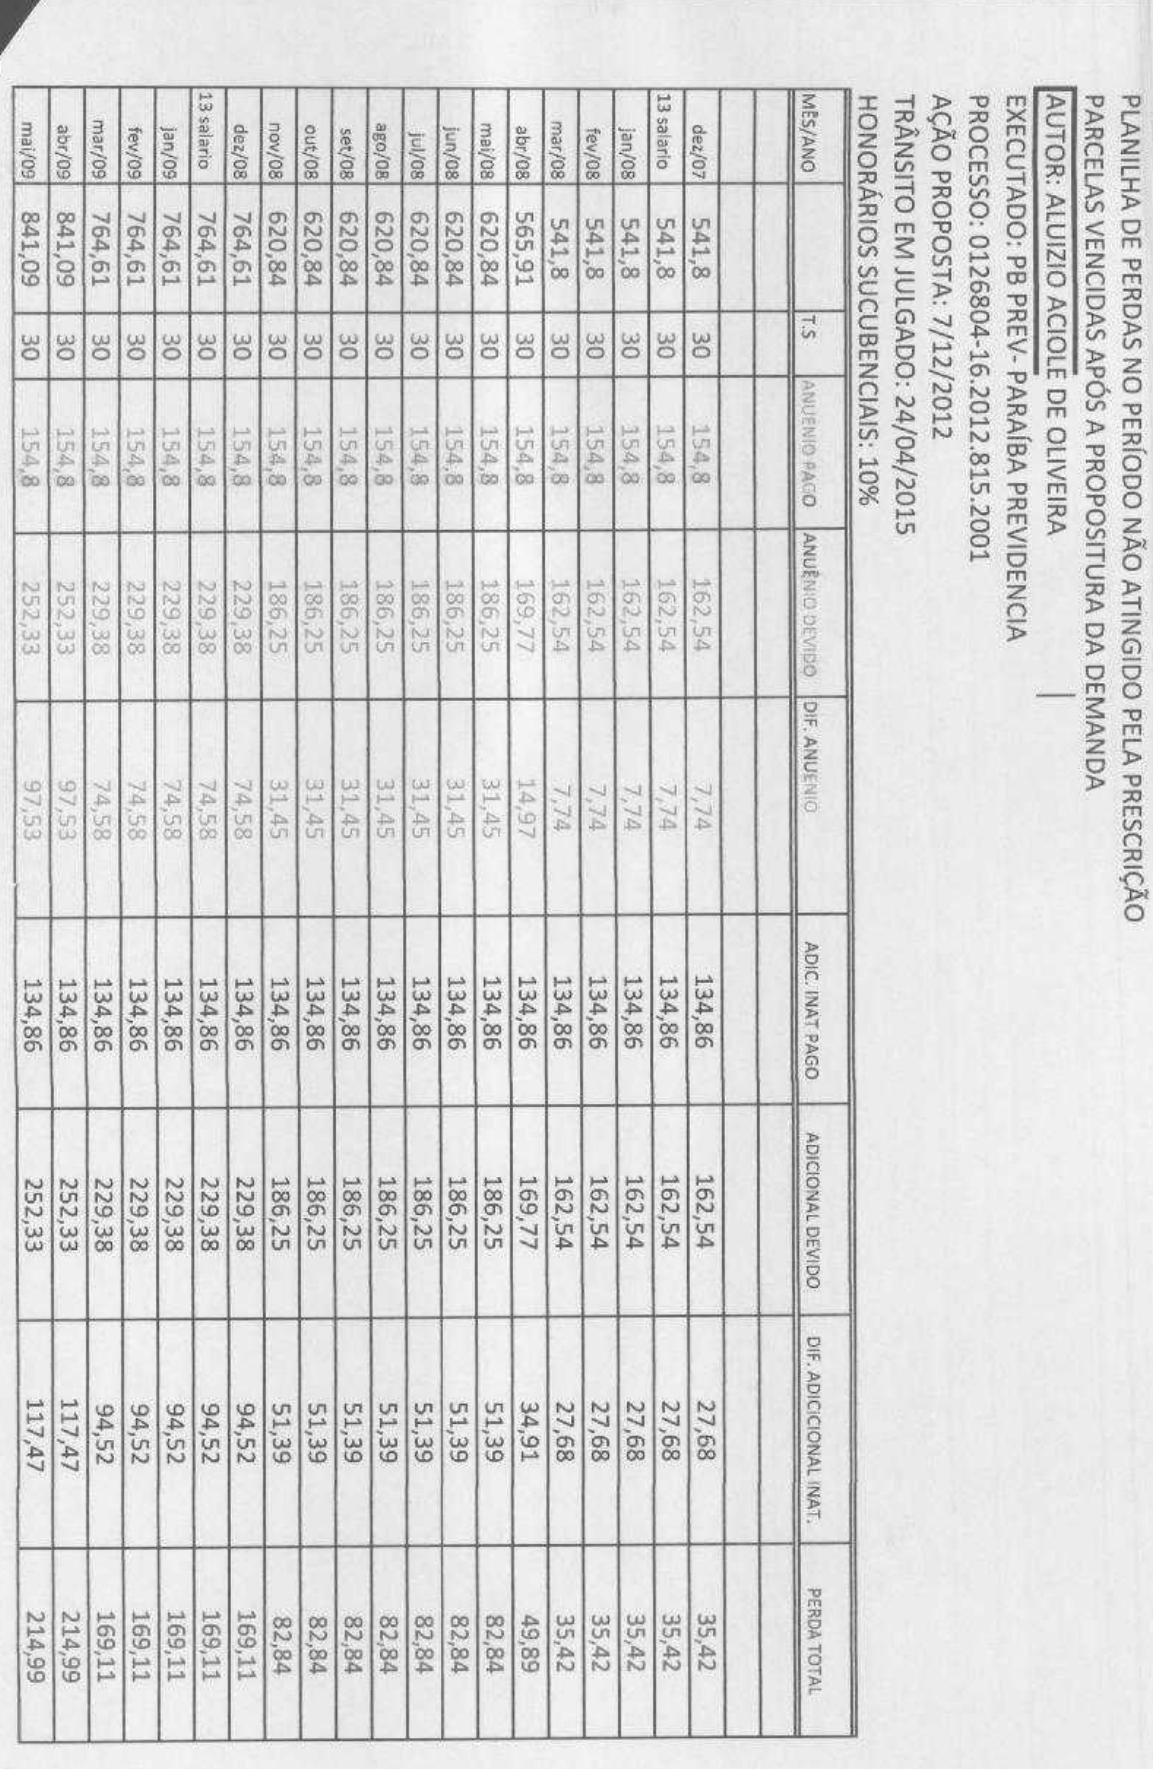 PLANILHA DE PERDAS NO PERÍODO NÃO ATINGIDO PELA PRESCRIÇÃO
PARCELAS VENCIDAS APÓS A PROPOSITURA DA DEMANDA
AUTOR: ALUIZIO ACIOLE DE OLIVEIRA
EXECUTADO: PB PREV- PARAÍBA PREVIDENCIA
PROCESSO: 0126804-16.2012.815.2001
AÇÃO PROPOSTA: 7/12/2012
TRÂNSITO EM JULGADO: 24/04/2015
HONORÁRIOS SUCUBENCIAIS: 10%
MÊS/ANO T.S ANUENIO PAGO ANUÊNIO DEVIDO DIF. ANUENIO ADIC. INAT PAGO ADICIONAL DEVIDO DIF. ADICICIONAL INAT. PERDA TOTAL
dez/07 541,8 30 154,8 162,54 7,74 134,86 162,54 27,68 35,42
13 salario 541,8 30 154,8 162,54 7,74 134,86 162,54 27,68 35,42
jan/08 541,8 30 154,8 162,54 7,74 134,86 162,54 27,68 35,42
fev/08 541,8 30 154,8 162,54 7,74 134,86 162,54 27,68 35,42
mar/08 541,8 30 154,8 162,54 7,74 134,86 162,54 27,68 35,42
abr/08 565,91 30 154,8 169,77 14,97 134,86 169,77 34,91 49,89
mai/08 620,84 30 154,8 186,25 31,45 134,86 186,25 51,39 82,84
jun/08 620,84 30 154,8 186,25 31,45 134,86 186,25 51,39 82,84
jul/08 620,84 30 154,8 186,25 31,45 134,86 186,25 51,39 82,84
ago/08 620,84 30 154,8 186,25 31,45 134,86 186,25 51,39 82,84
set/08 620,84 30 154,8 186,25 31,45 134,86 186,25 51,39 82,84
out/08 620,84 30 154,8 186,25 31,45 134,86 186,25 51,39 82,84
nov/08 620,84 30 154,8 186,25 31,45 134,86 186,25 51,39 82,84
dez/08 764,61 30 154,8 229,38 74,58 134,86 229,38 94,52 169,11
13 salario 764,61 30 154,8 229,38 74,58 134,86 229,38 94,52 169,11
jan/09 764,61 30 154,8 229,38 74,58 134,86 229,38 94,52 169,11
fev/09 764,61 30 154,8 229,38 74,58 134,86 229,38 94,52 169,11
mar/09 764,61 30 154,8 229,38 74,58 134,86 229,38 94,52 169,11
abr/09 841,09 30 154,8 252,33 97,53 134,86 252,33 117,47 214,99
mai/09 841,09 30 154,8 252,33 97,53 134,86 252,33 117,47 214,99